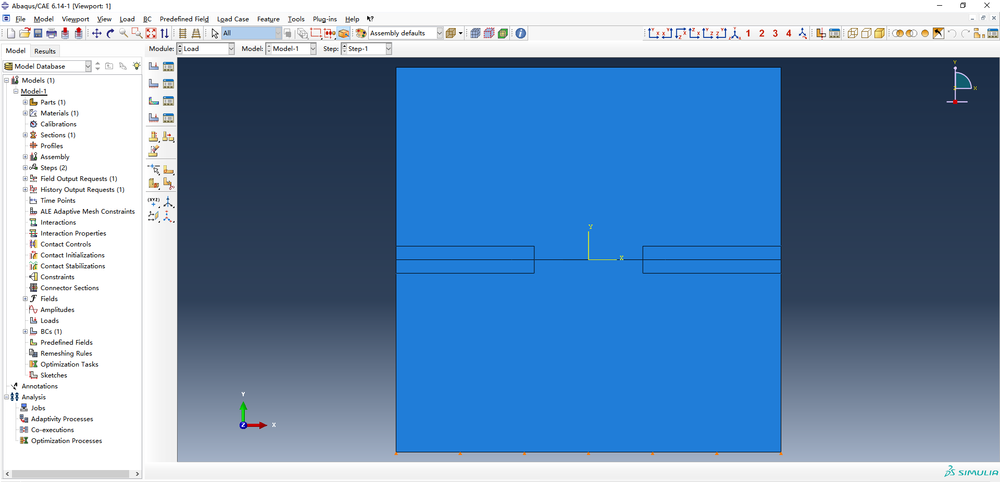 Abaqus/CAE 6.14-1 [Viewport: 1]
File Model Viewport View Load BC Predefined Field Load Case Feature Tools Plug-ins Help
All
Assembly defaults
1 2 3 4
Model Results
Module: Load Model: Model-1 Step: Step-1
Model Database
Models (1)
Model-1
Parts (1)
Materials (1)
Calibrations
Sections (1)
Profiles
Assembly
Steps (2)
Field Output Requests (1)
History Output Requests (1)
Time Points
ALE Adaptive Mesh Constraints
Interactions
Interaction Properties
Contact Controls
Contact Initializations
Contact Stabilizations
Constraints
Connector Sections
Fields
Amplitudes
Loads
BCs (1)
Predefined Fields
Remeshing Rules
Optimization Tasks
Sketches
Annotations
Analysis
Jobs
Adaptivity Processes
Co-executions
Optimization Processes
(XYZ)
Y
Z
X
Y
X
Y
Z
X
SIMULIA